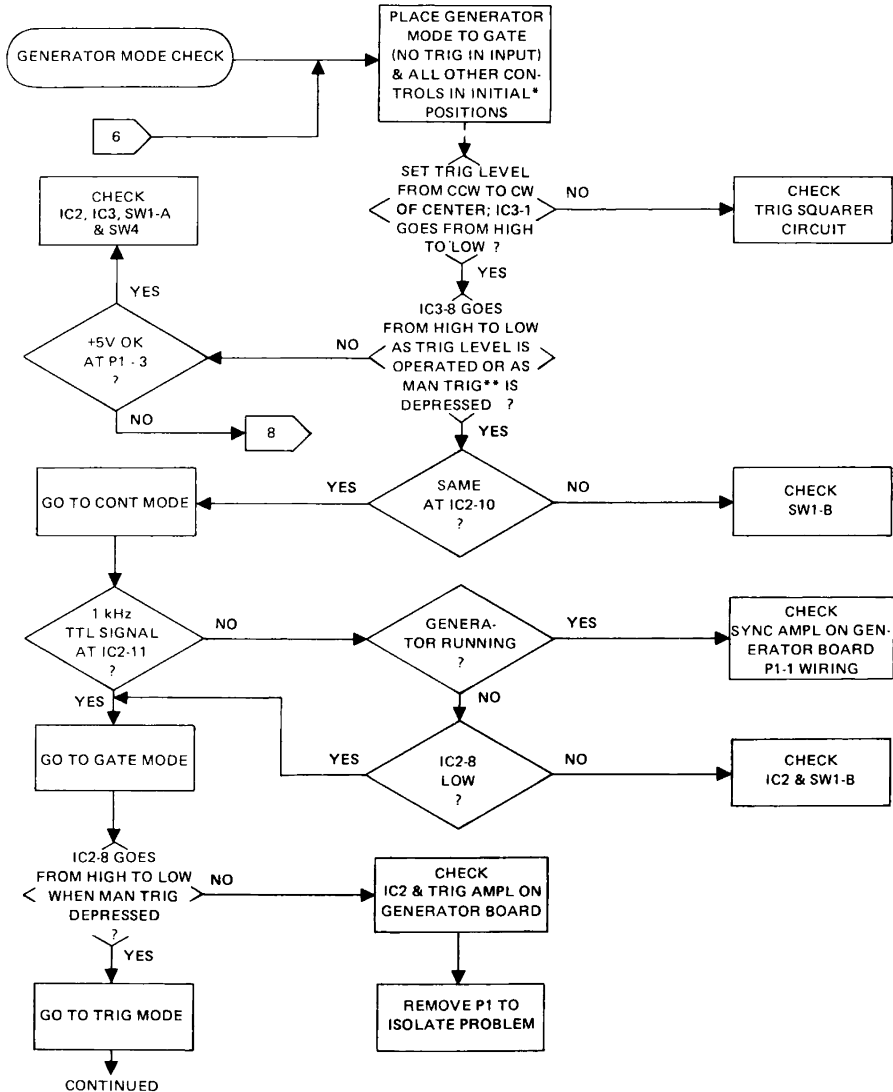 GENERATOR MODE CHECK
PLACE GENERATOR
MODE TO GATE
(NO TRIG IN INPUT)
& ALL OTHER CON-
TROLS IN INITIAL*
POSITIONS
6
SET TRIG LEVEL
FROM CCW TO CW
OF CENTER; IC3-1
GOES FROM HIGH
TO LOW ?
NO
CHECK
TRIG SQUARER
CIRCUIT
YES
CHECK
IC2, IC3, SW1-A
& SW4
YES
IC3-8 GOES
FROM HIGH TO LOW
AS TRIG LEVEL IS
OPERATED OR AS
MAN TRIG** IS
DEPRESSED ?
NO
+5V OK
AT P1 - 3
?
NO
8
YES
SAME
AT IC2-10
?
YES
GO TO CONT MODE
NO
CHECK
SW1-B
1 kHz
TTL SIGNAL
AT IC2-11
?
NO
GENERA-
TOR RUNNING
?
YES
CHECK
SYNC AMPL ON GEN-
ERATOR BOARD
P1-1 WIRING
YES
NO
GO TO GATE MODE
YES
IC2-8
LOW
?
NO
CHECK
IC2 & SW1-B
IC2-8 GOES
FROM HIGH TO LOW
WHEN MAN TRIG
DEPRESSED
?
NO
CHECK
IC2 & TRIG AMPL ON
GENERATOR BOARD
YES
GO TO TRIG MODE
REMOVE P1 TO
ISOLATE PROBLEM
CONTINUED